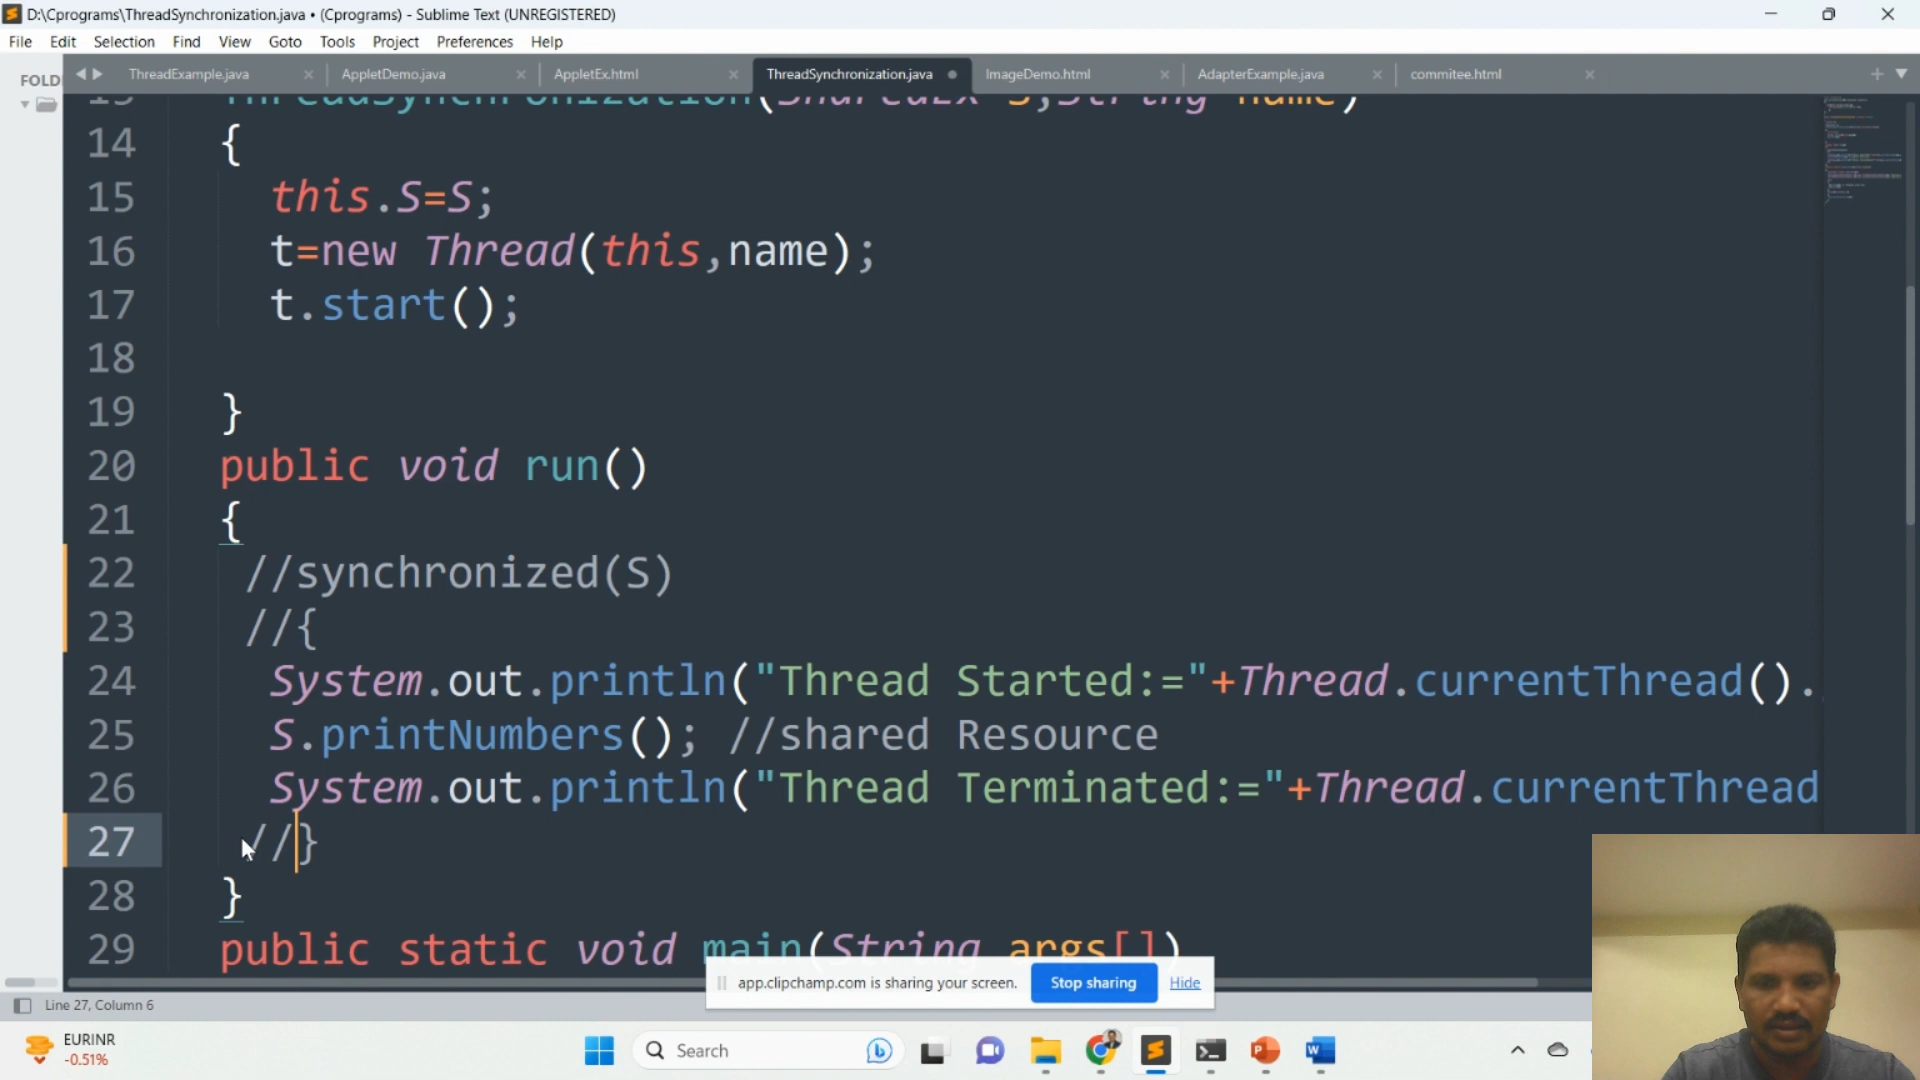 D:\Cprograms\ThreadSynchronization.java • (Cprograms) - Sublime Text (UNREGISTERED)
File Edit Selection Find View Goto Tools Project Preferences Help
FOLD
ThreadExample.java
AppletDemo.java
AppletEx.html
ThreadSynchronization.java
ImageDemo.html
AdapterExample.java
commitee.html
13 ThreadSynchronization(SharedEx S,String name)
14 {
15 this.S=S;
16 t=new Thread(this,name);
17 t.start();
18
19 }
20 public void run()
21 {
22 //synchronized(S)
23 //{
24 System.out.println("Thread Started:="+Thread.currentThread().
25 S.printNumbers(); //shared Resource
26 System.out.println("Thread Terminated:="+Thread.currentThread
27 //}
28 }
29 public static void main(String args[])
app.clipchamp.com is sharing your screen. Stop sharing Hide
Line 27, Column 6
EURINR
-0.51%
Search